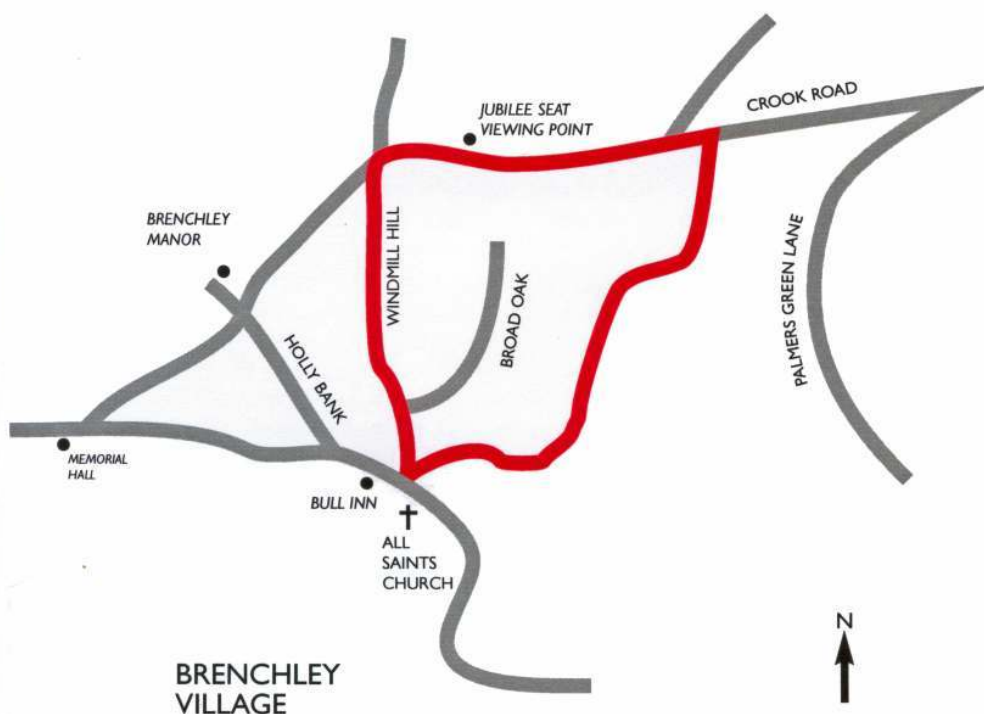 JUBILEE SEAT
VIEWING POINT
CROOK ROAD
BRENCHLEY
MANOR
WINDMILL HILL
BROAD OAK
PALMERS GREEN LANE
HOLLY BANK
MEMORIAL
HALL
BULL INN
ALL
SAINTS
CHURCH
N
BRENCHLEY
VILLAGE